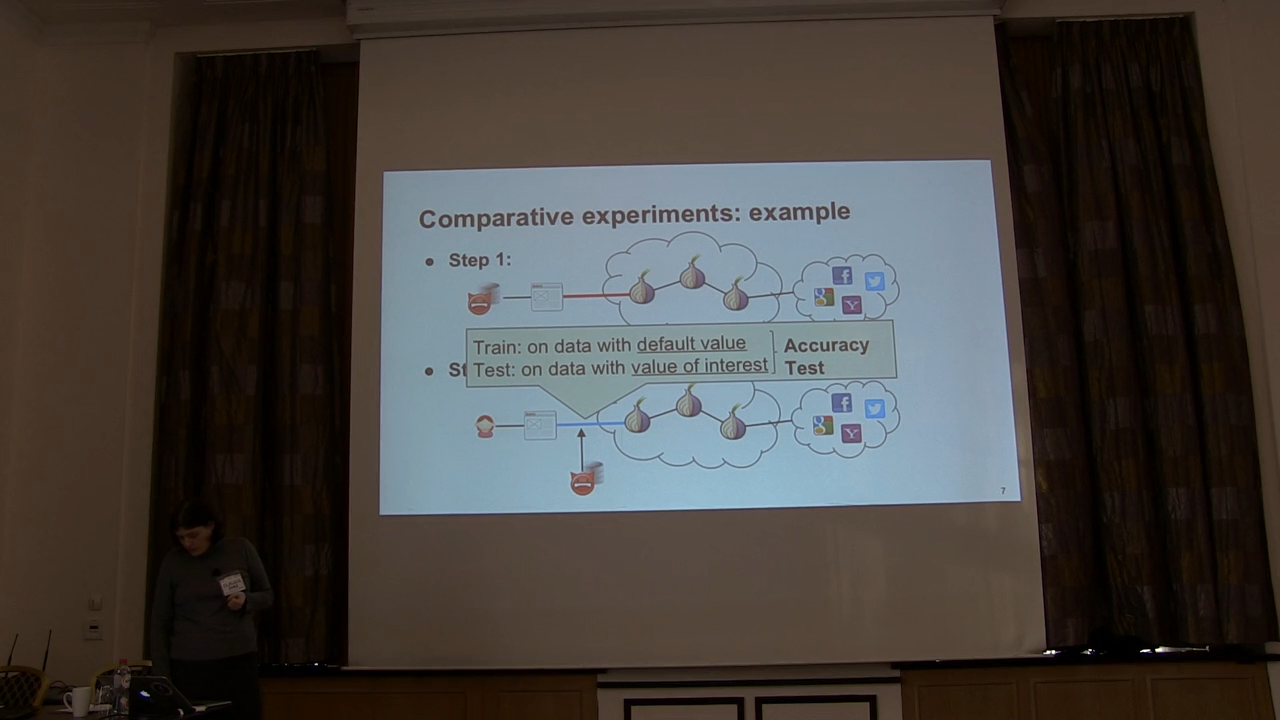 Comparative experiments: example
● Step 1:
Train: on data with default value
Test: on data with value of interest
Accuracy
Test
● St
7